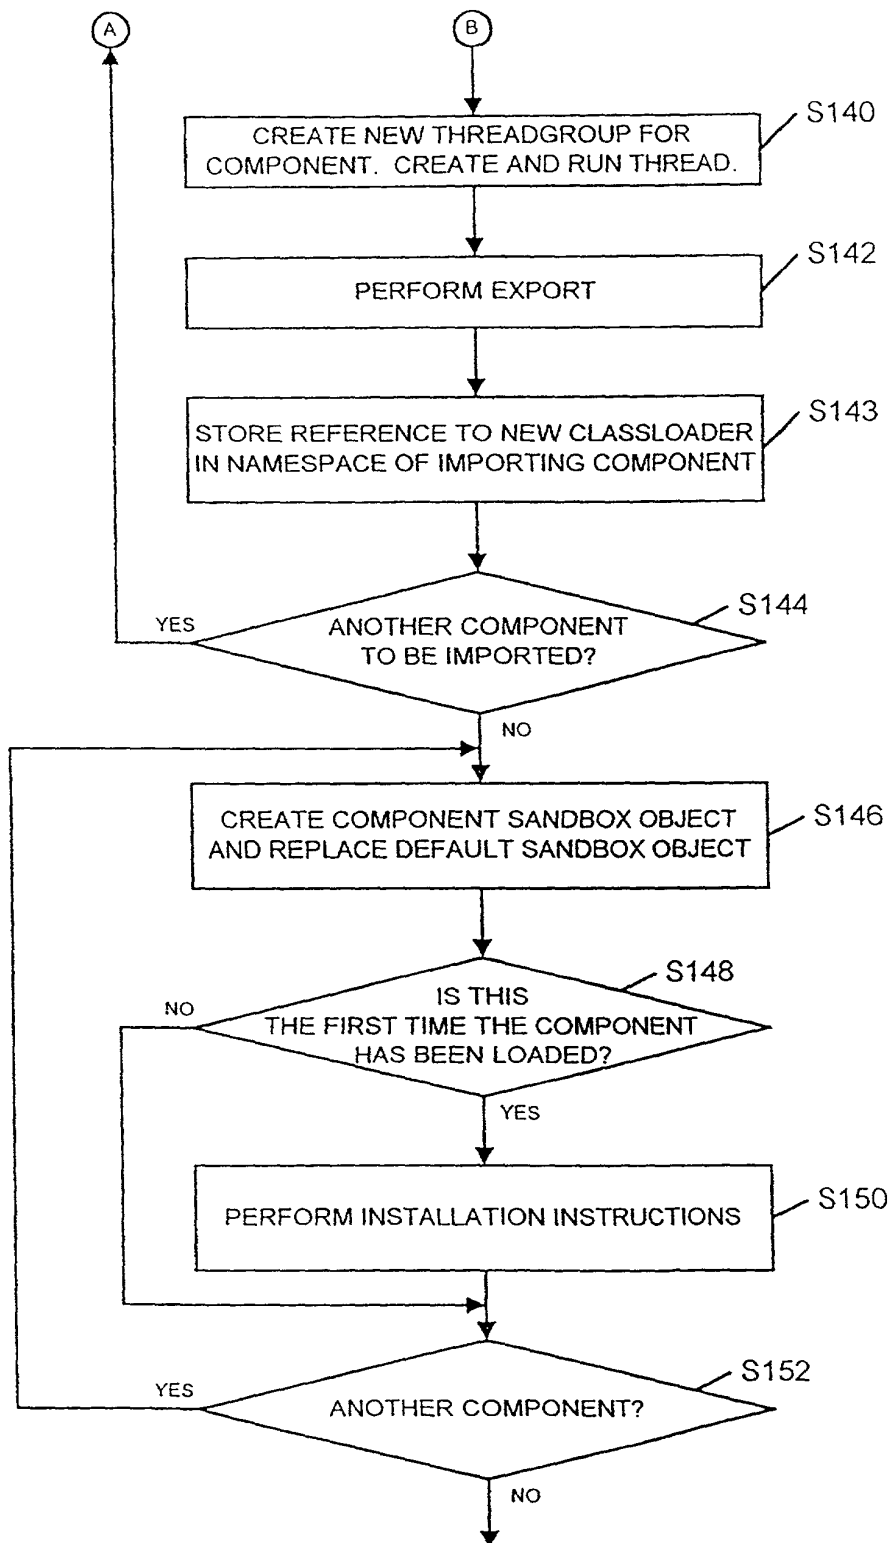 A
B
S140
CREATE NEW THREADGROUP FOR
COMPONENT. CREATE AND RUN THREAD.
S142
PERFORM EXPORT
S143
STORE REFERENCE TO NEW CLASSLOADER
IN NAMESPACE OF IMPORTING COMPONENT
S144
YES
ANOTHER COMPONENT
TO BE IMPORTED?
NO
S146
CREATE COMPONENT SANDBOX OBJECT
AND REPLACE DEFAULT SANDBOX OBJECT
S148
NO
IS THIS
THE FIRST TIME THE COMPONENT
HAS BEEN LOADED?
YES
S150
PERFORM INSTALLATION INSTRUCTIONS
S152
YES
ANOTHER COMPONENT?
NO